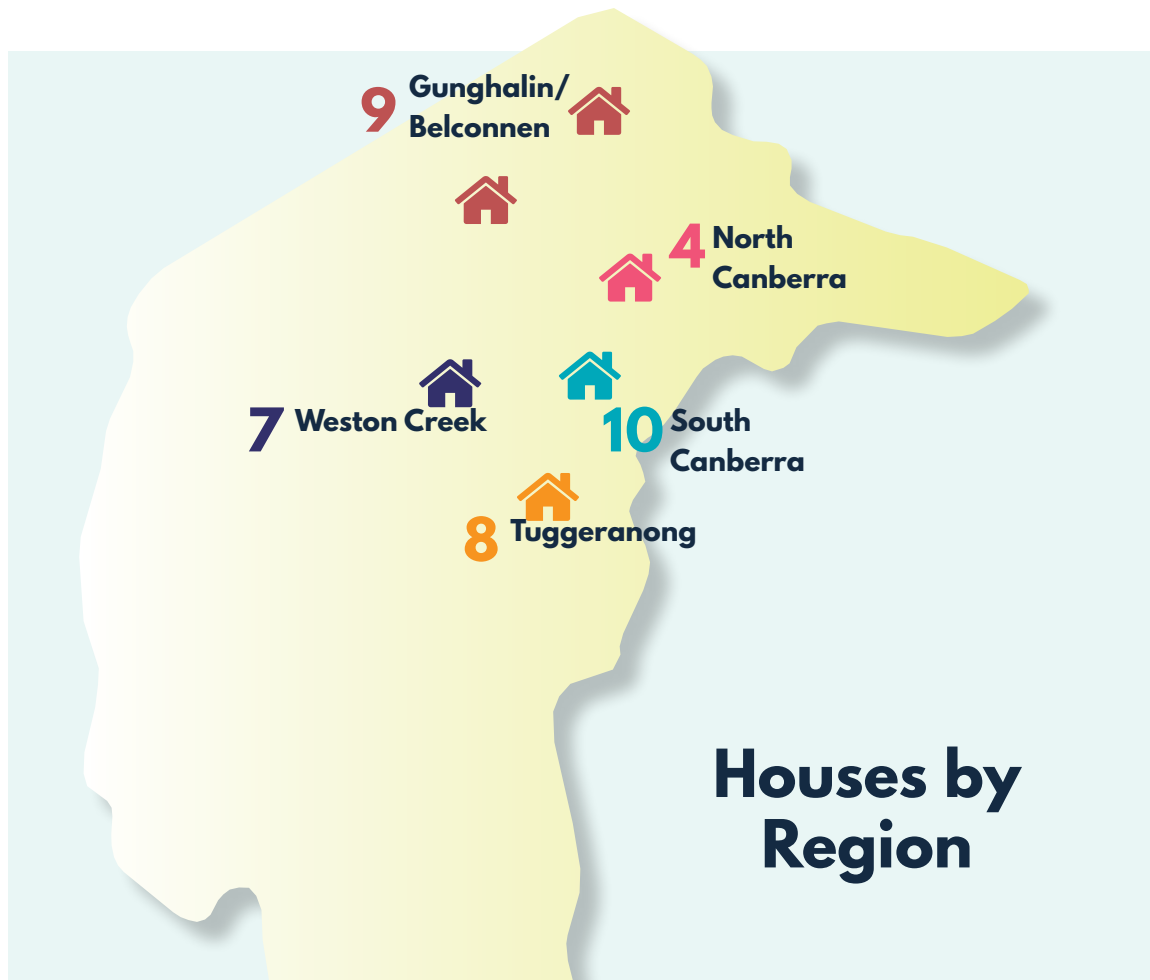 9 Gunghalin/
Belconnen
4 North
Canberra
7 Weston Creek
10 South
Canberra
8 Tuggeranong
Houses by
Region